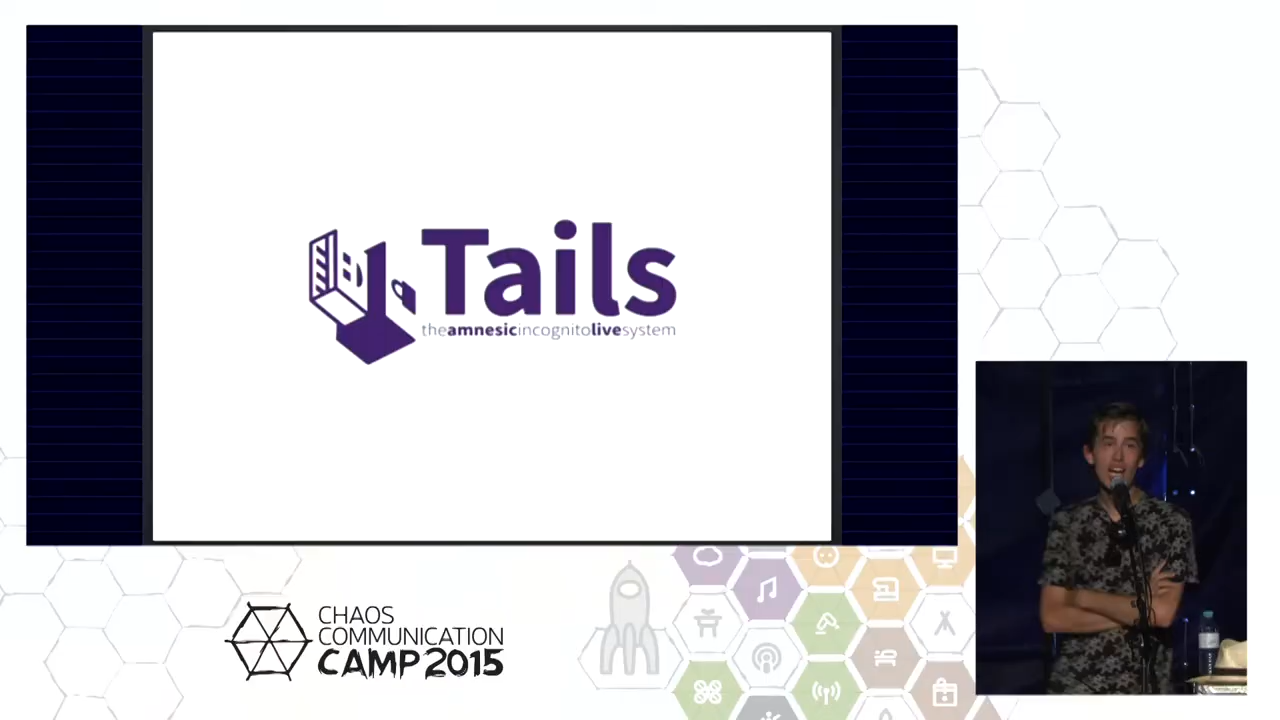 Tails
theamnesicincognitolivesystem
CHAOS
COMMUNICATION
CAMP 2015